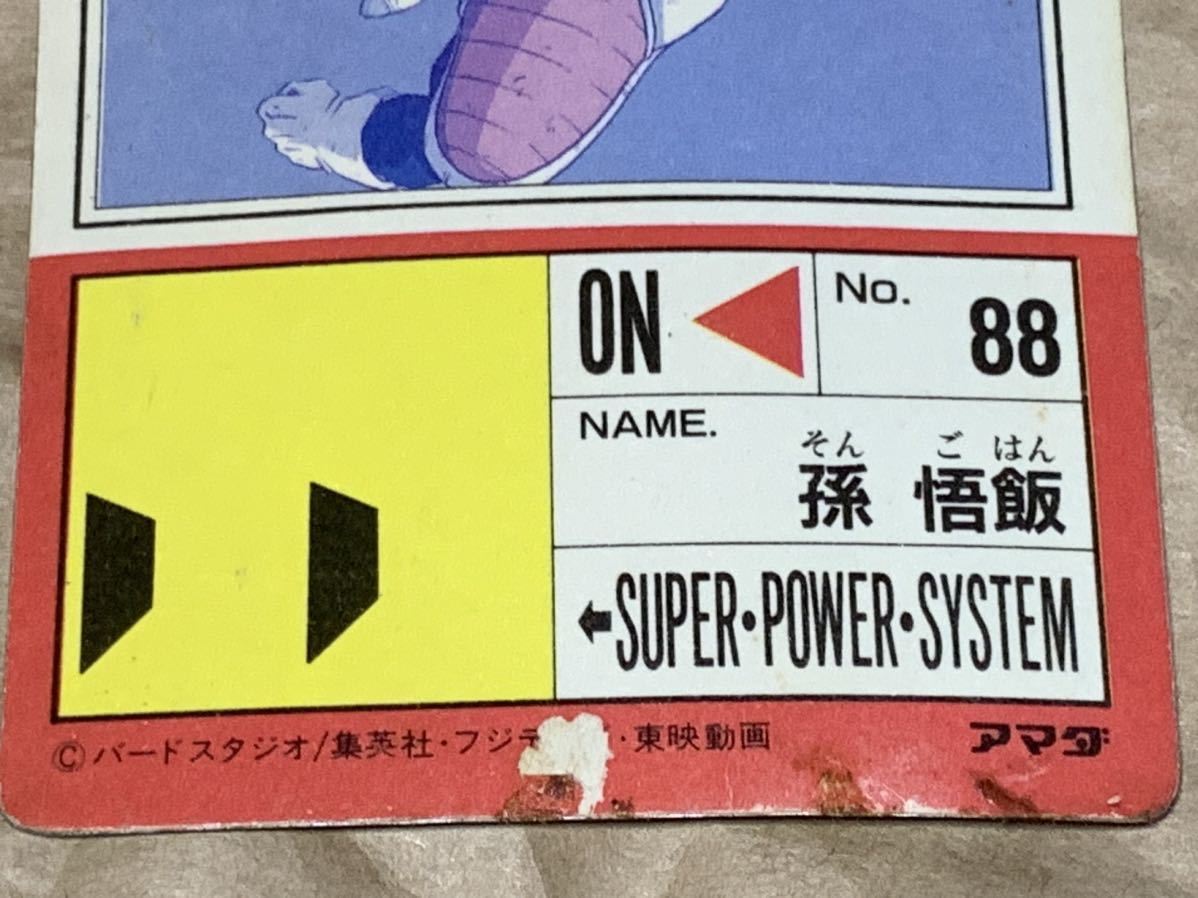 ON
No. 88
NAME.
そん ご はん
孫 悟飯
←SUPER・POWER・SYSTEM
©バードスタジオ/集英社・フジテ ・東映動画
アマダ